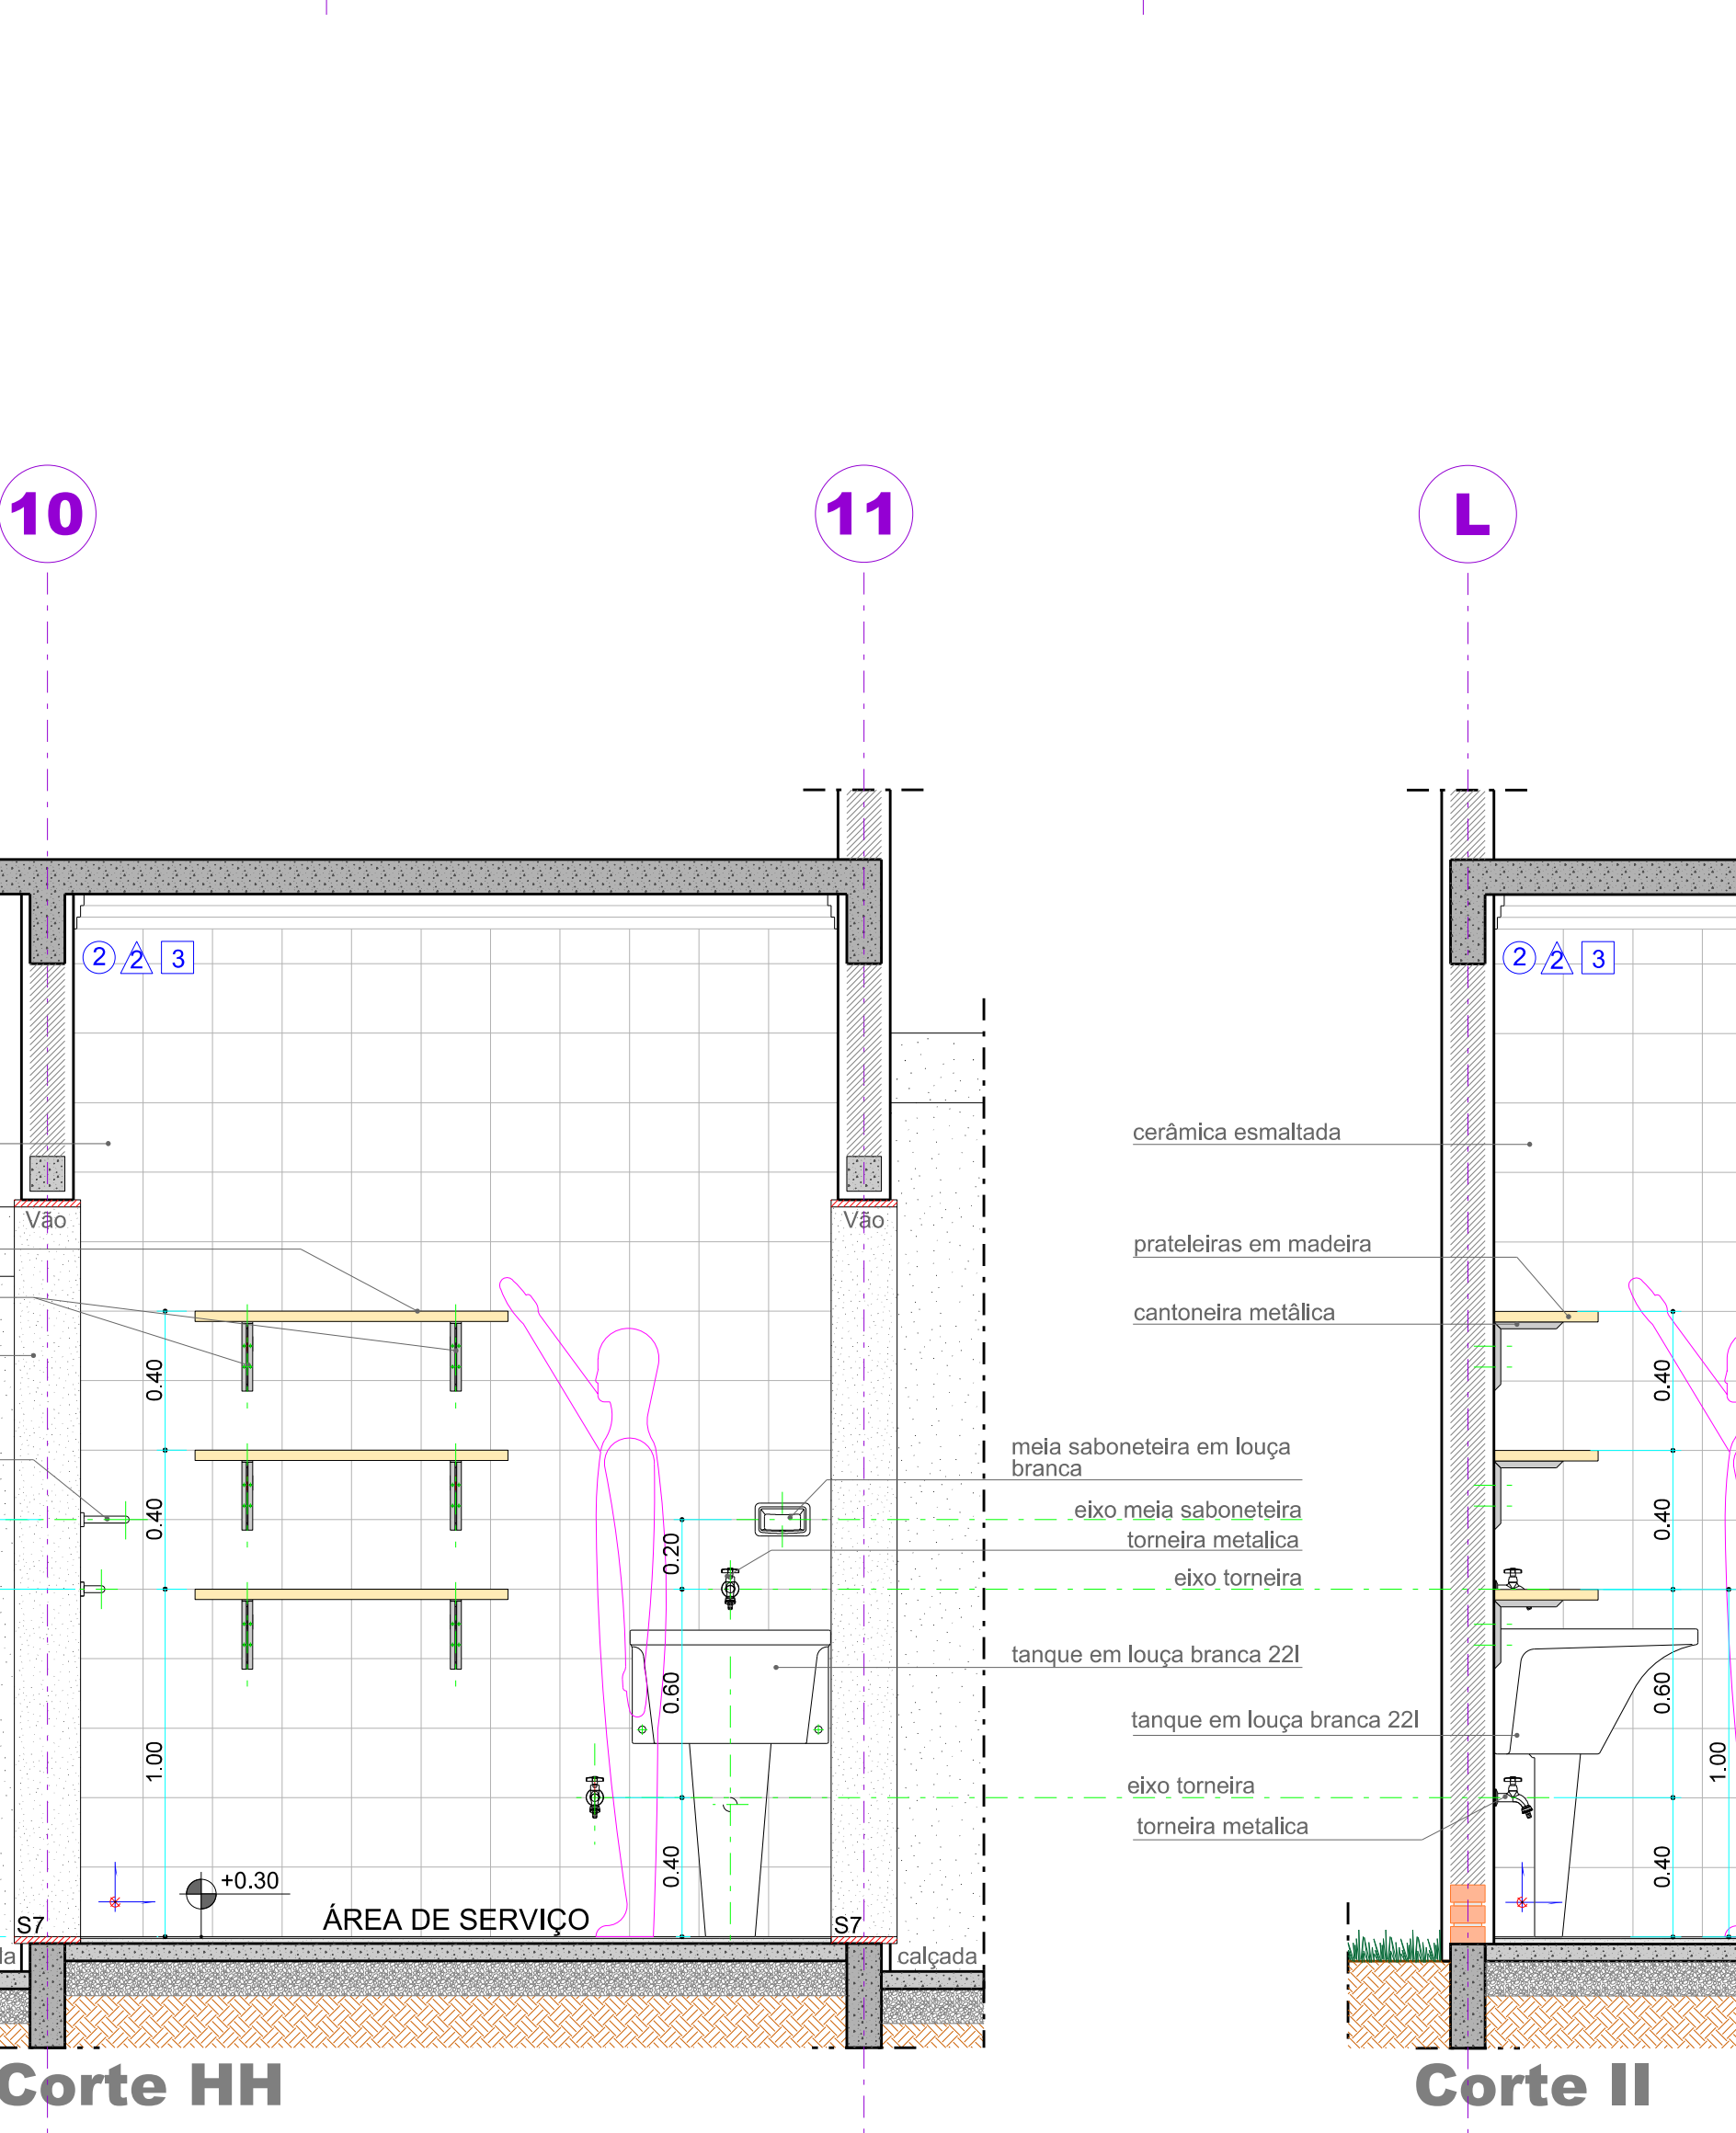 10
11
L
2 2 3
2 2 3
cerâmica esmaltada
Vão
Vão
prateleiras em madeira
cantoneira metâlica
0.40
0.40
meia saboneteira em louça
branca
eixo meia saboneteira
torneira metalica
0.40
0.20
0.40
eixo torneira
tanque em louça branca 22l
0.60
0.60
tanque em louça branca 22l
1.00
1.00
eixo torneira
torneira metalica
0.40
0.40
+0.30
ÁREA DE SERVIÇO
S7
S7
calçada
Corte HH
Corte II